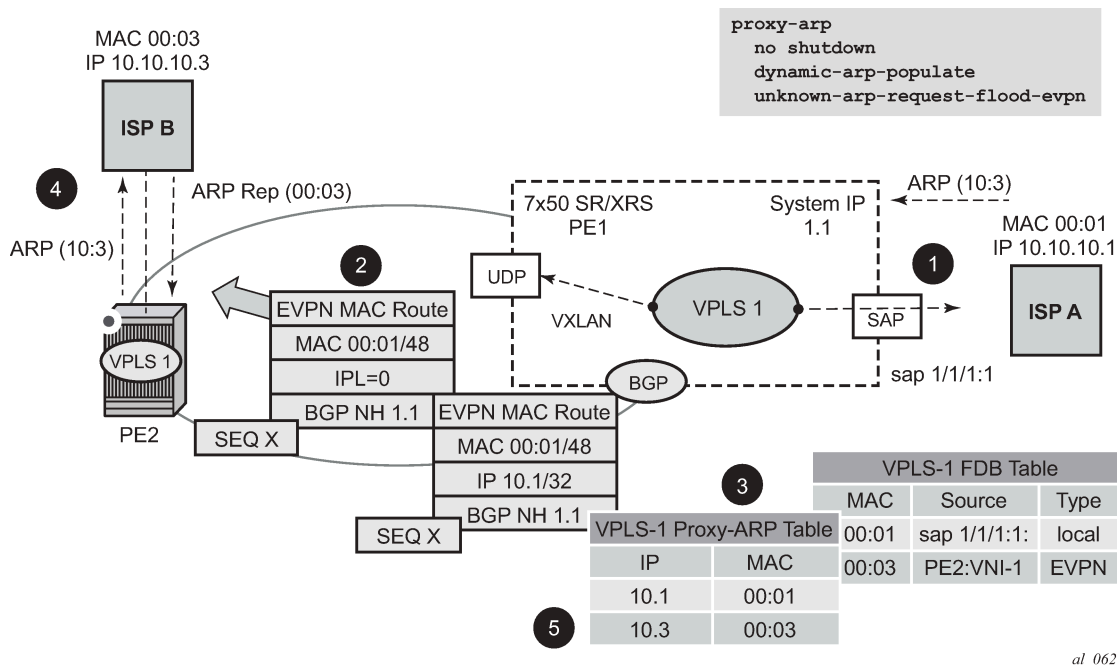 proxy-arp
no shutdown
dynamic-arp-populate
unknown-arp-request-flood-evpn
MAC 00:03
IP 10.10.10.3
ISP B
4
ARP Rep (00:03)
ARP (10:3)
VPLS 1
PE2
2
EVPN MAC Route
MAC 00:01/48
IPL=0
BGP NH 1.1
SEQ X
7x50 SR/XRS
PE1
System IP
1.1
UDP
VXLAN
VPLS 1
SAP
BGP
ARP (10:3)
1
MAC 00:01
IP 10.10.10.1
ISP A
sap 1/1/1:1
EVPN MAC Route
MAC 00:01/48
IP 10.1/32
BGP NH 1.1
SEQ X
3
VPLS-1 FDB Table
MAC Source Type
00:01 sap 1/1/1:1: local
00:03 PE2:VNI-1 EVPN
VPLS-1 Proxy-ARP Table
IP MAC
10.1 00:01
10.3 00:03
5
al_062